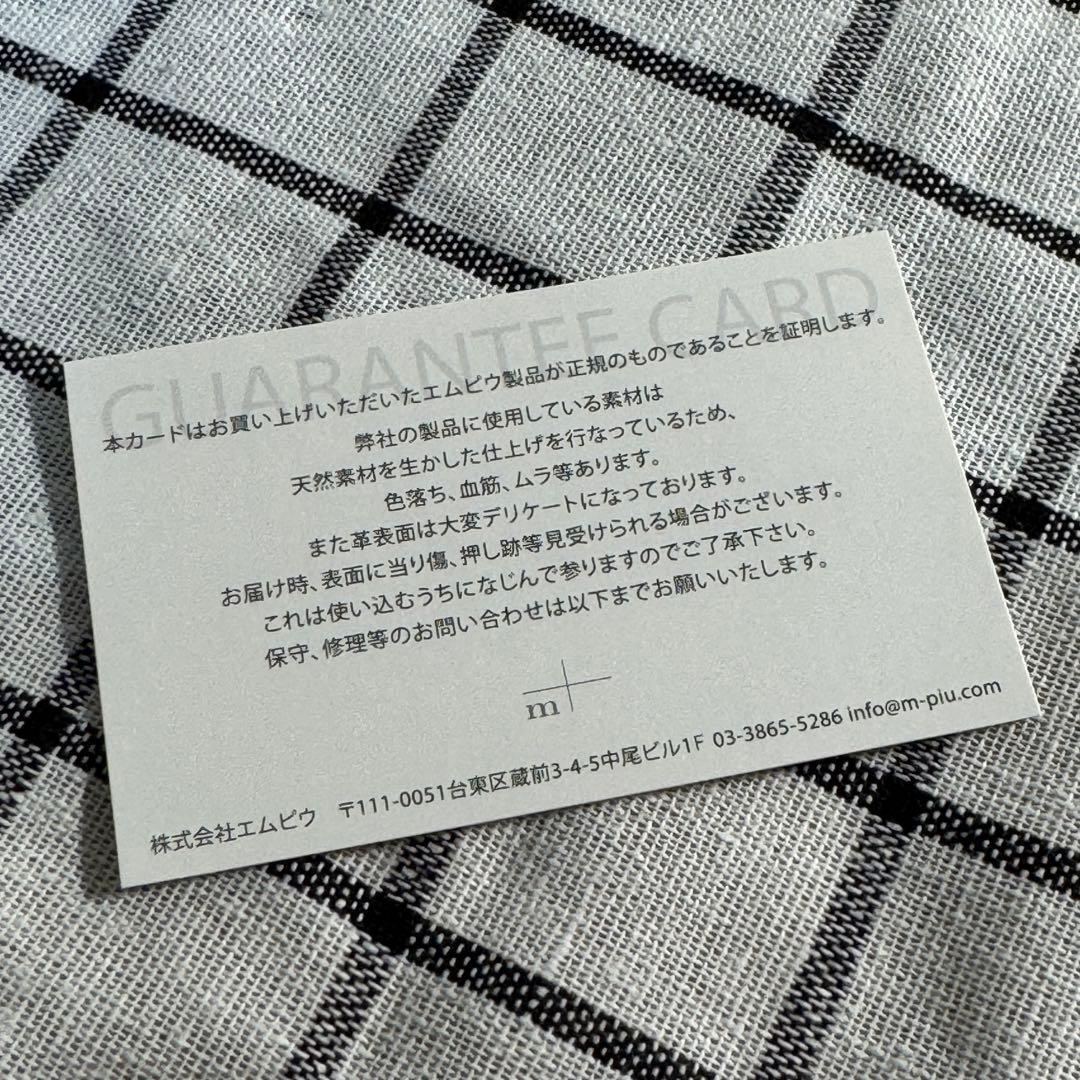 GUARANTEE CARD
本カードはお買い上げいただいたエムピウ製品が正規のものであることを証明します。
弊社の製品に使用している素材は
天然素材を生かした仕上げを行なっているため、
色落ち、血筋、ムラ等あります。
また革表面は大変デリケートになっております。
お届け時、表面に当り傷、押し跡等見受けられる場合がございます。
これは使い込むうちになじんで参りますのでご了承下さい。
保守、修理等のお問い合わせは以下までお願いいたします。
m+
株式会社エムピウ　〒111-0051台東区蔵前3-4-5中尾ビル1F 03-3865-5286 info@m-piu.com